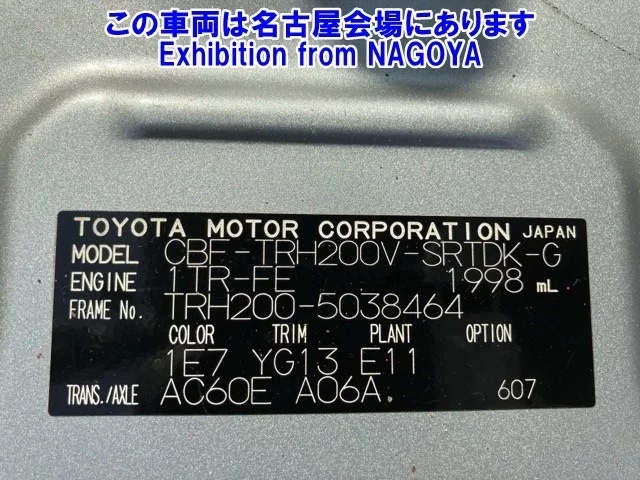 この車両は名古屋会場にあります
Exhibition from NAGOYA
TOYOTA MOTOR CORPORATION JAPAN
MODEL CBF-TRH200V-SRTDK-G
ENGINE 1TR-FE 1998 mL
FRAME No. TRH200-5038464
COLOR TRIM PLANT OPTION
1E7 YG13 E11
TRANS./AXLE AC60E A06A 607